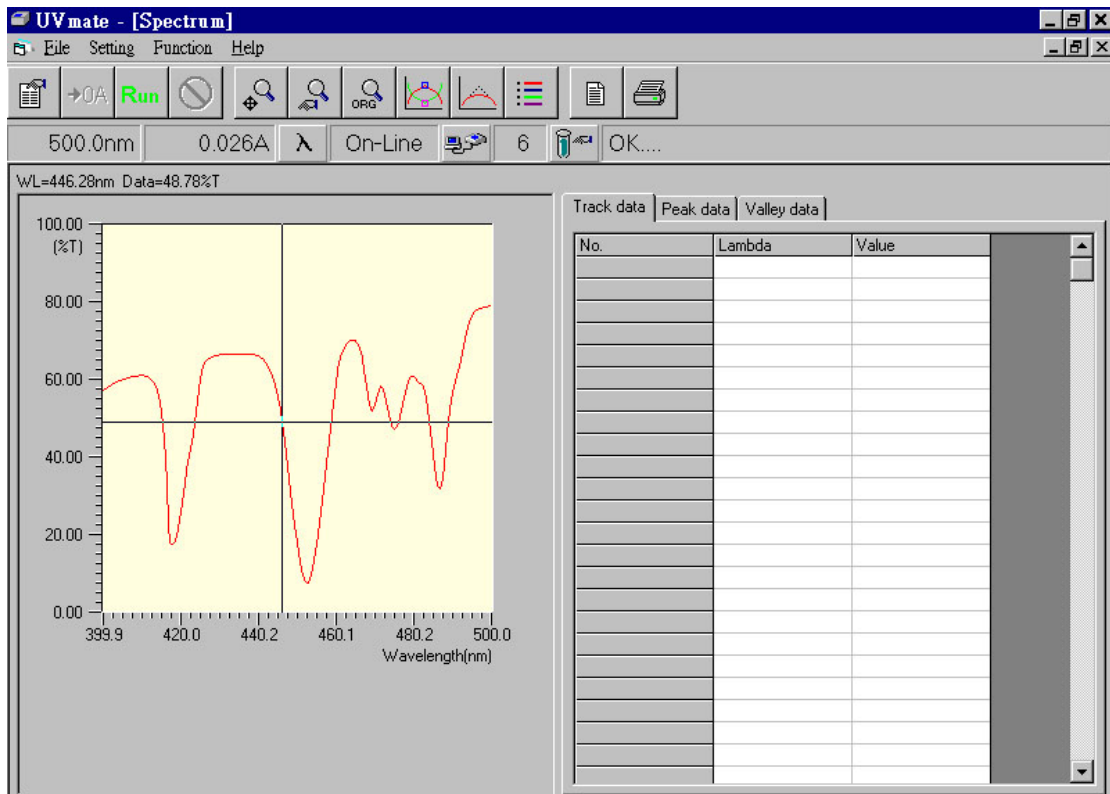 UVmate - [Spectrum]
Eile Setting Function Help
→0A Run ORG
500.0nm 0.026A λ On-Line 6 OK....
WL=446.28nm Data=48.78%T
100.00
(%T)
80.00
60.00
40.00
20.00
0.00
399.9 420.0 440.2 460.1 480.2 500.0
Wavelength(nm)
Track data Peak data Valley data
No. Lambda Value